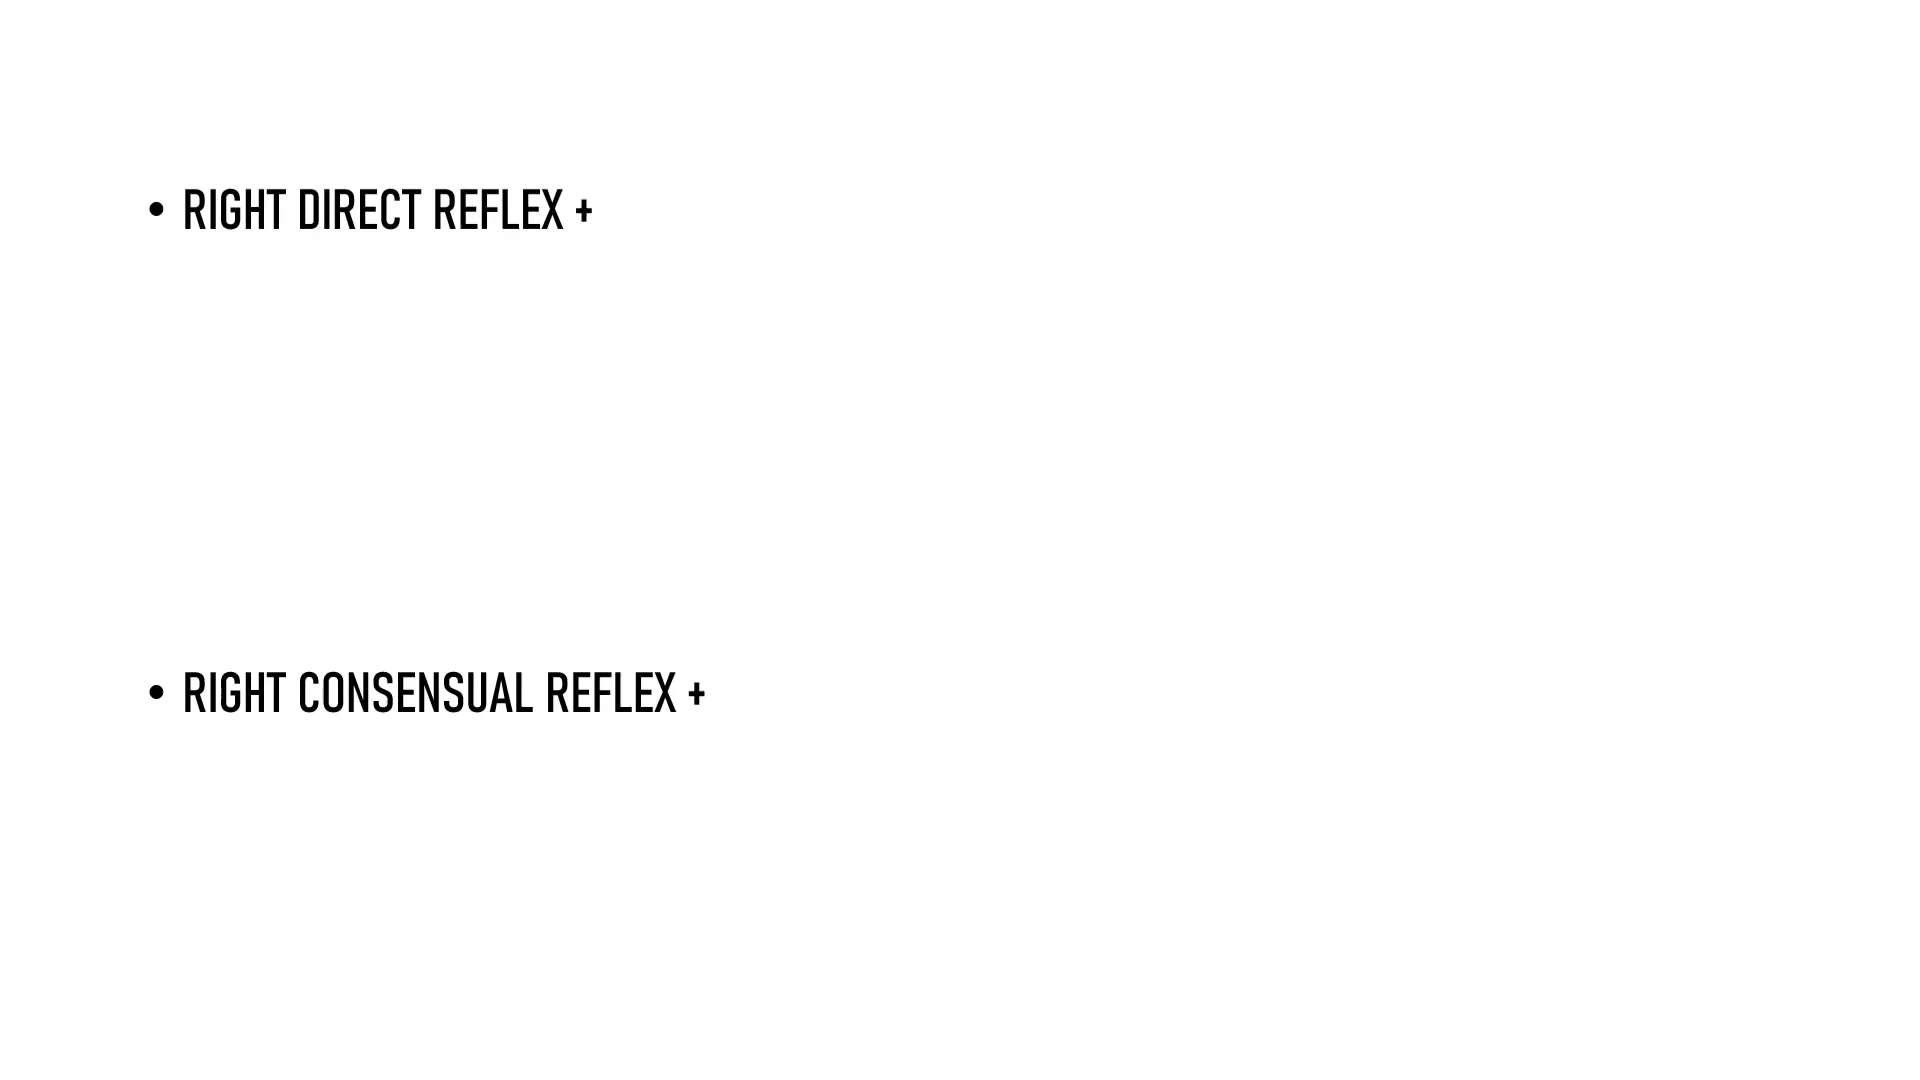 • RIGHT DIRECT REFLEX +
• RIGHT CONSENSUAL REFLEX +